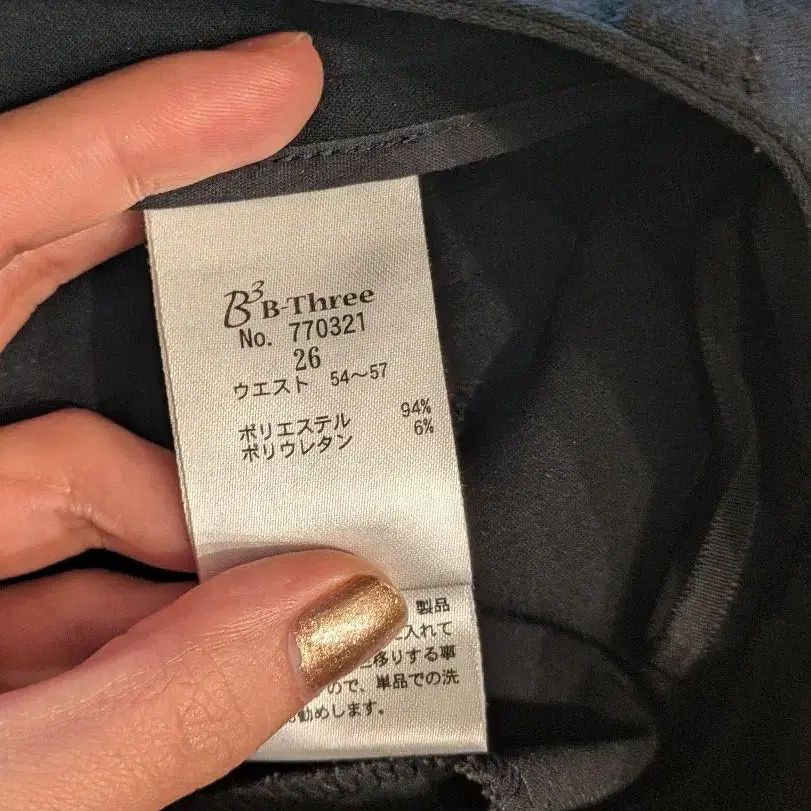 B³ B-Three
No. 770321
26
ウエスト 54～57
ポリエステル 94%
ポリウレタン 6%
製品
入れて
移りする事
ので、単品での洗
勧めします。